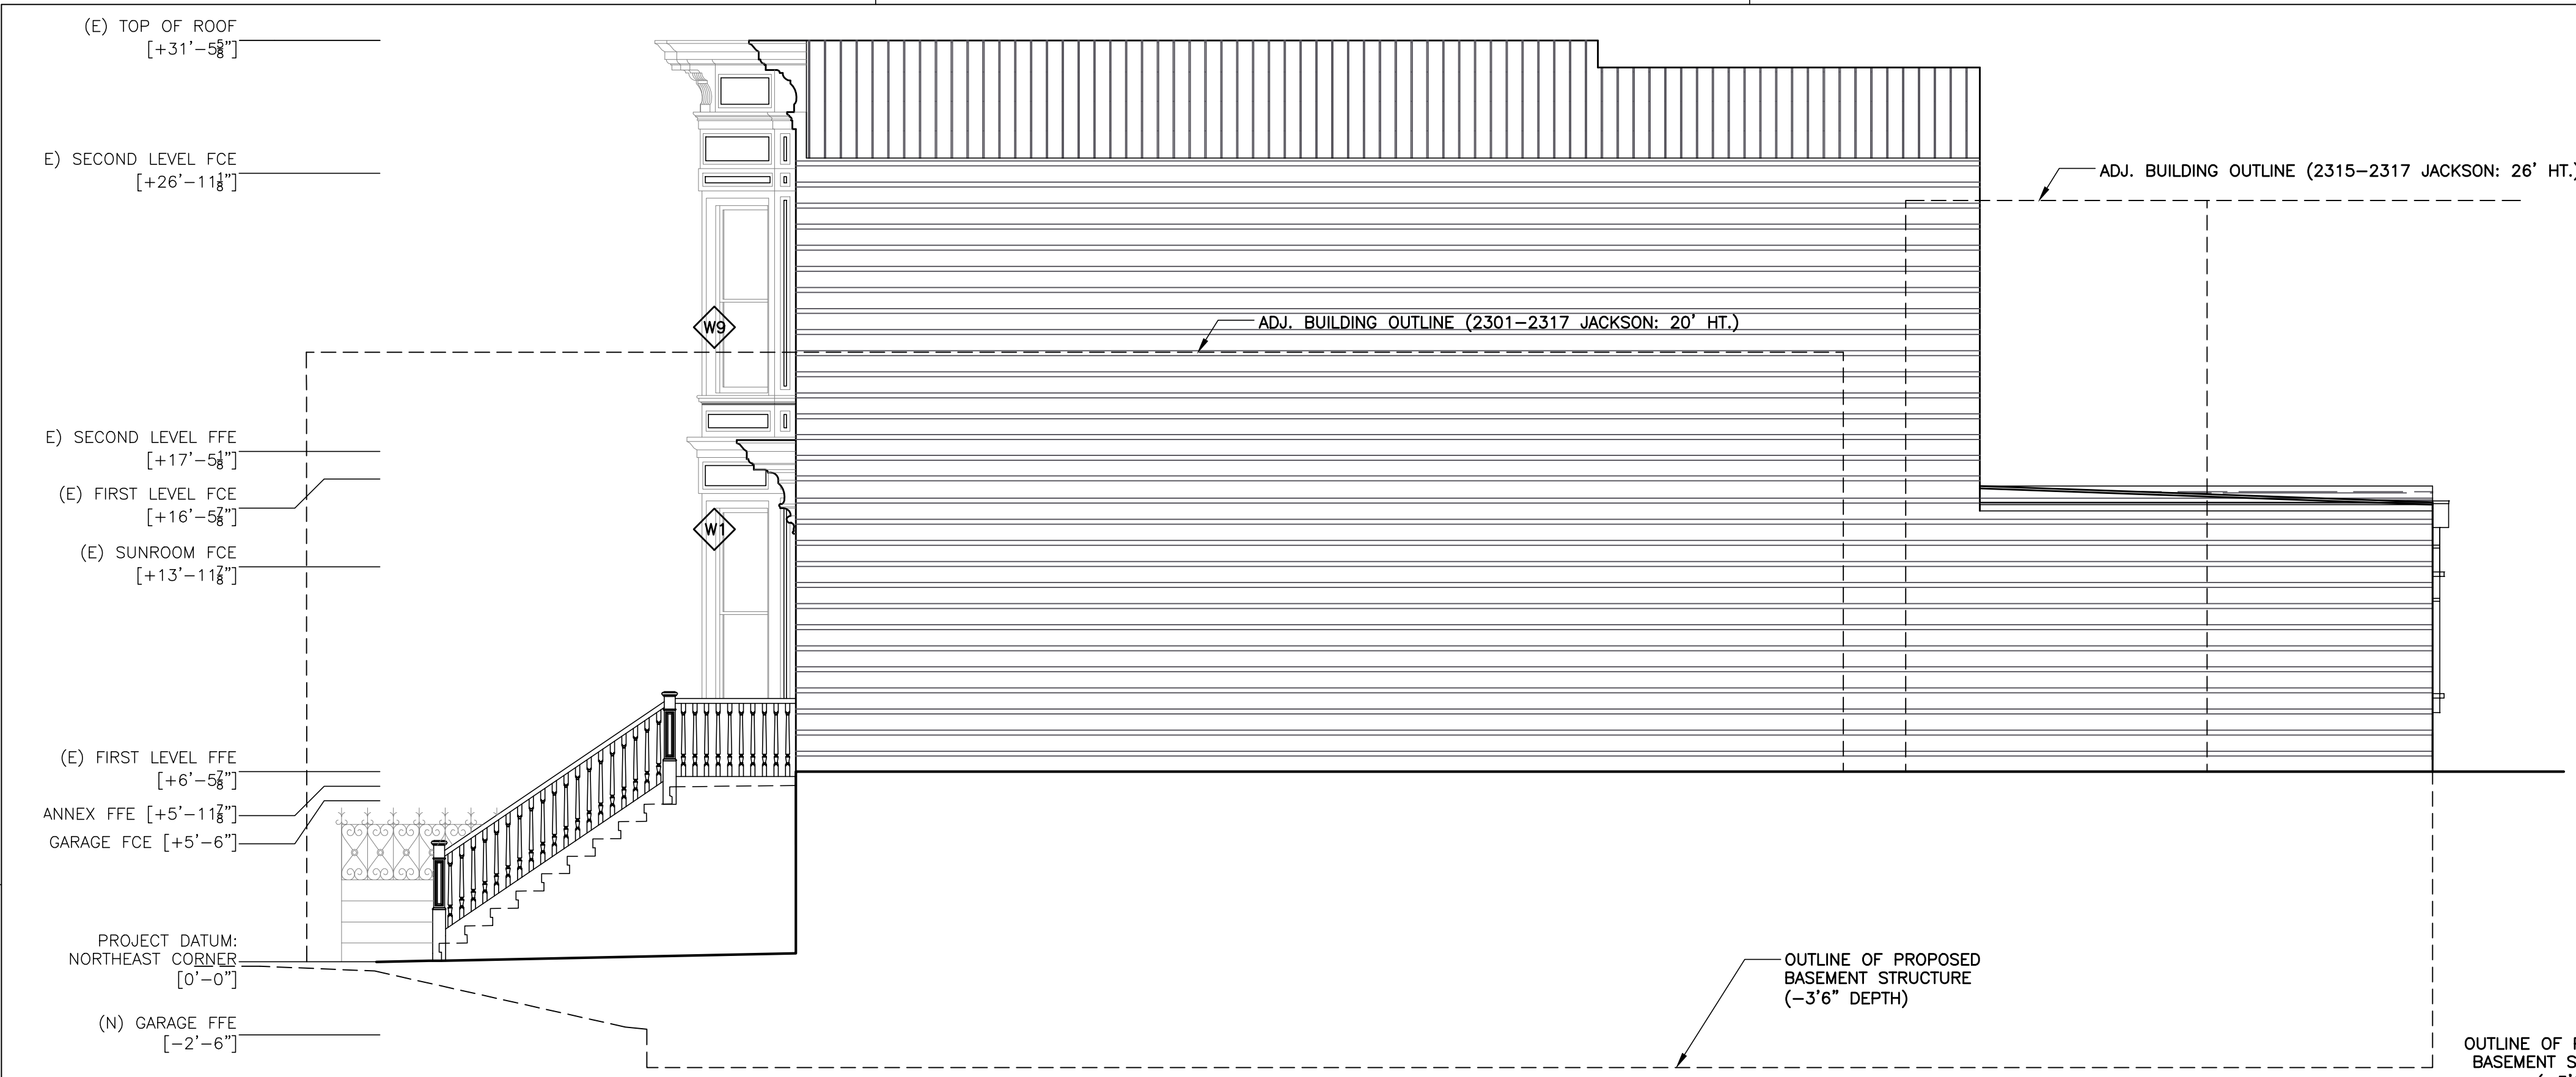 (E) TOP OF ROOF
[+31'-5⅝"]
E) SECOND LEVEL FCE
[+26'-11⅛"]
ADJ. BUILDING OUTLINE (2315-2317 JACKSON: 26' HT.)
W9
ADJ. BUILDING OUTLINE (2301-2317 JACKSON: 20' HT.)
E) SECOND LEVEL FFE
[+17'-5⅛"]
(E) FIRST LEVEL FCE
[+16'-5⅞"]
W1
(E) SUNROOM FCE
[+13'-11⅞"]
(E) FIRST LEVEL FFE
[+6'-5⅞"]
ANNEX FFE [+5'-11⅞"]
GARAGE FCE [+5'-6"]
PROJECT DATUM:
NORTHEAST CORNER
[0'-0"]
OUTLINE OF PROPOSED
BASEMENT STRUCTURE
(-3'6" DEPTH)
(N) GARAGE FFE
[-2'-6"]
OUTLINE OF
BASEMENT